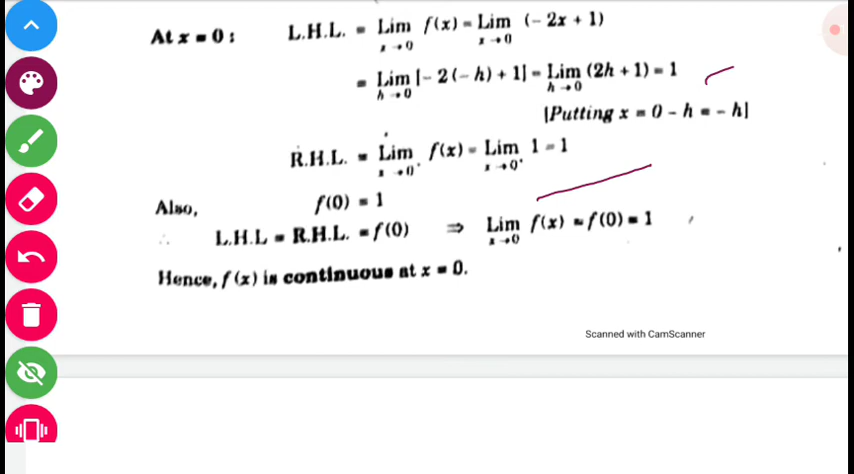 At x = 0 : L.H.L. = Lim f(x) = Lim (- 2x + 1)
x → 0 x → 0
= Lim [- 2 (- h) + 1] = Lim (2h + 1) = 1
h → 0 h → 0
|Putting x = 0 - h = - h|
R.H.L. = Lim f(x) = Lim 1 = 1
x → 0⁺ x → 0⁺
Also, f(0) = 1
∴ L.H.L = R.H.L. = f(0) ⇒ Lim f(x) = f(0) = 1
x → 0
Hence, f (x) is continuous at x = 0.
Scanned with CamScanner